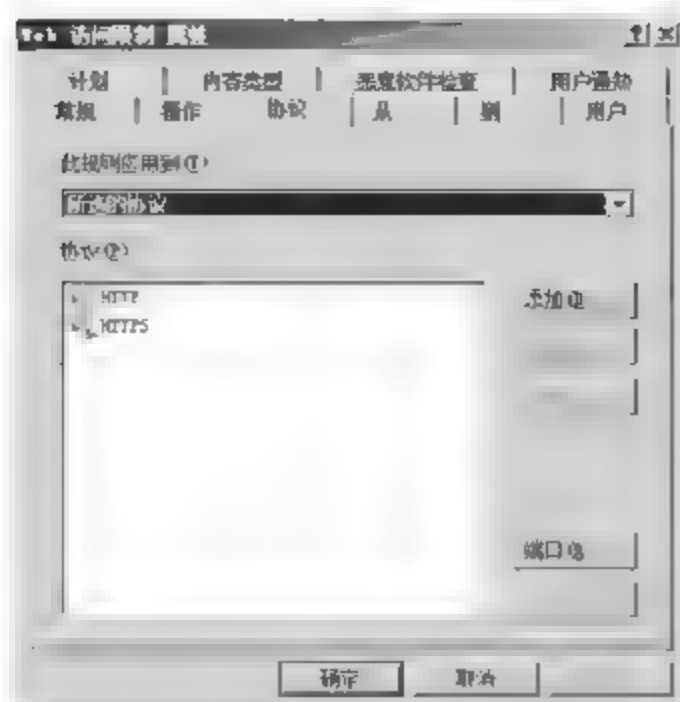 Web 访问限制 属性
计划 内容类型 恶意软件检查 用户通知
常规 操作 协议 从 到 用户
此规则应用到(T)
所选的协议
协议(P)
HTTP
HTTPS
添加
端口
确定 取消